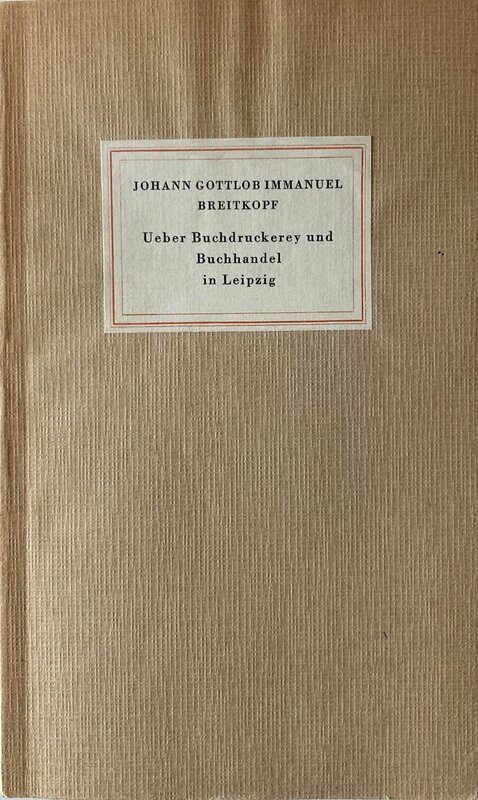 JOHANN GOTTLOB IMMANUEL
BREITKOPF
Ueber Buchdruckerey und
Buchhandel
in Leipzig